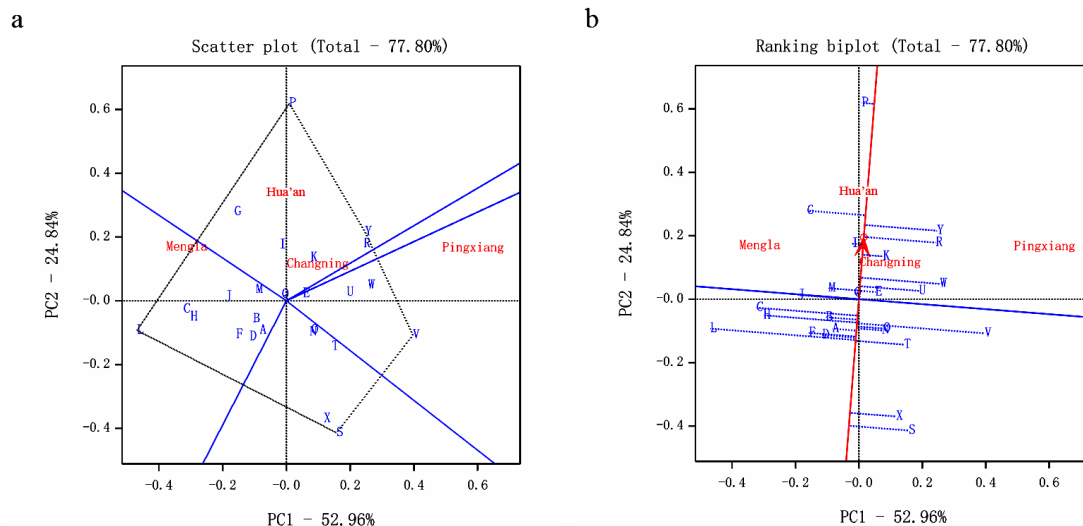 a
b
Scatter plot (Total - 77.80%)
Ranking biplot (Total - 77.80%)
PC2 - 24.84%
0.6
0.4
0.2
-0.0
-0.2
-0.4
P
Hua'an
G
Y
I
R
Mengla
Pingxiang
K
Changning
W
M
E
U
J
C
H
B
L
F
D
A
V
T
X
S
-0.4
-0.2
-0.0
0.2
0.4
0.6
PC1 - 52.96%
PC2 - 24.84%
0.6
0.4
0.2
-0.0
-0.2
-0.4
P
Hua'an
G
Y
R
Mengla
Pingxiang
K
Changning
W
M
E
U
C
H
L
A
V
T
X
S
-0.4
-0.2
-0.0
0.2
0.4
0.6
PC1 - 52.96%